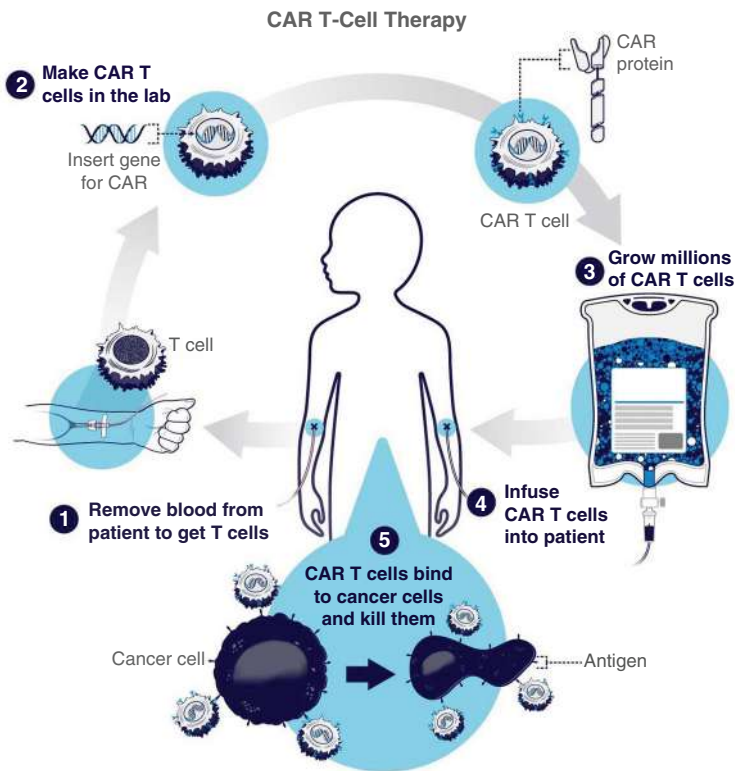 CAR T-Cell Therapy
CAR
protein
2 Make CAR T
cells in the lab
Insert gene
for CAR
CAR T cell
3 Grow millions
of CAR T cells
T cell
1 Remove blood from
patient to get T cells
4 Infuse
CAR T cells
into patient
5
CAR T cells bind
to cancer cells
and kill them
Cancer cell
Antigen